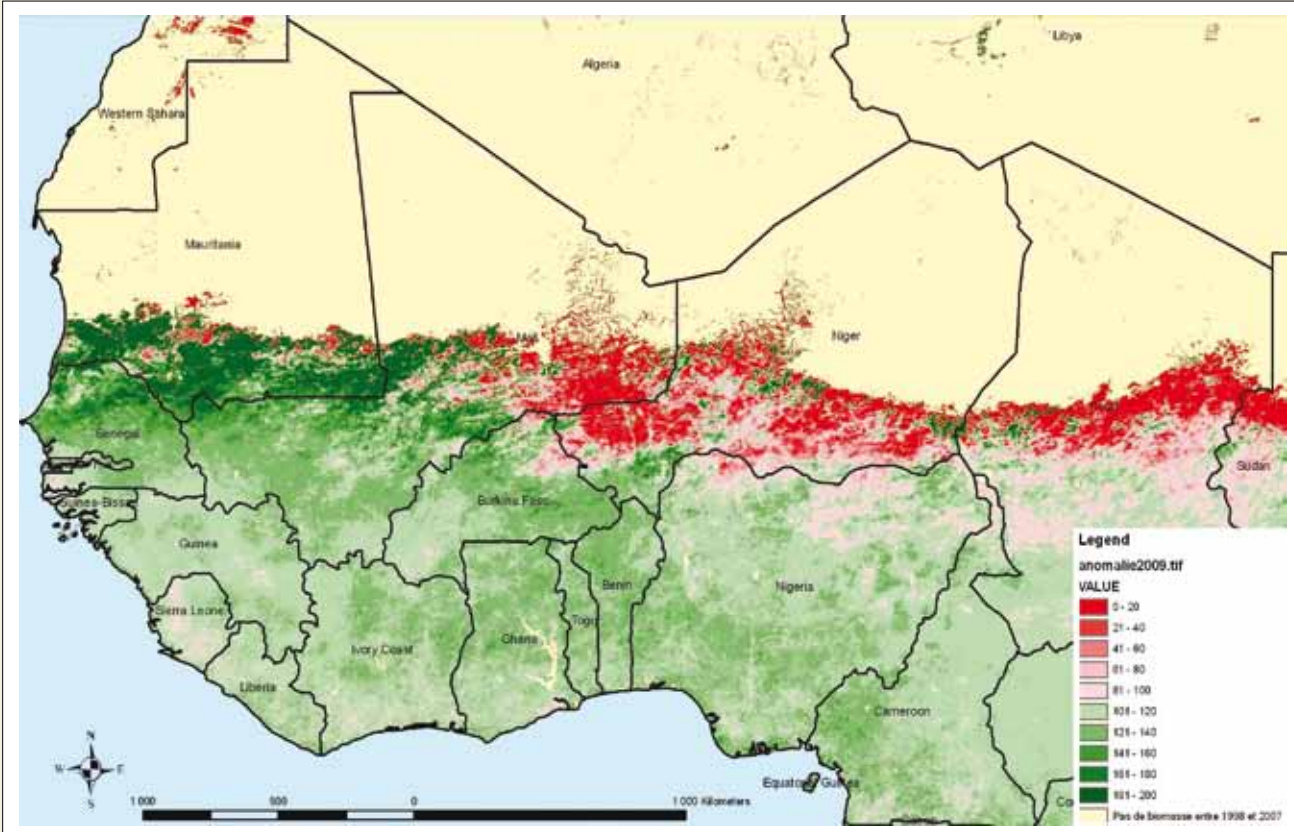 Libya
Algeria
Western Sahara
Mauritania
Mali
Niger
Senegal
Sudan
Guinea-Bissa
Burkina Faso
Guinea
Benin
Nigeria
Sierra Leone
Togo
Ghana
Ivory Coast
Liberia
Cameroon
Equatorial Guinea
N
W
E
S
1 000
500
0
1 000 Kilometers
Legend
anomalie2009.tif
VALUE
0 - 20
21 - 40
41 - 60
61 - 80
81 - 100
101 - 120
121 - 140
141 - 160
161 - 180
181 - 200
Pas de biomasse entre 1998 et 2007